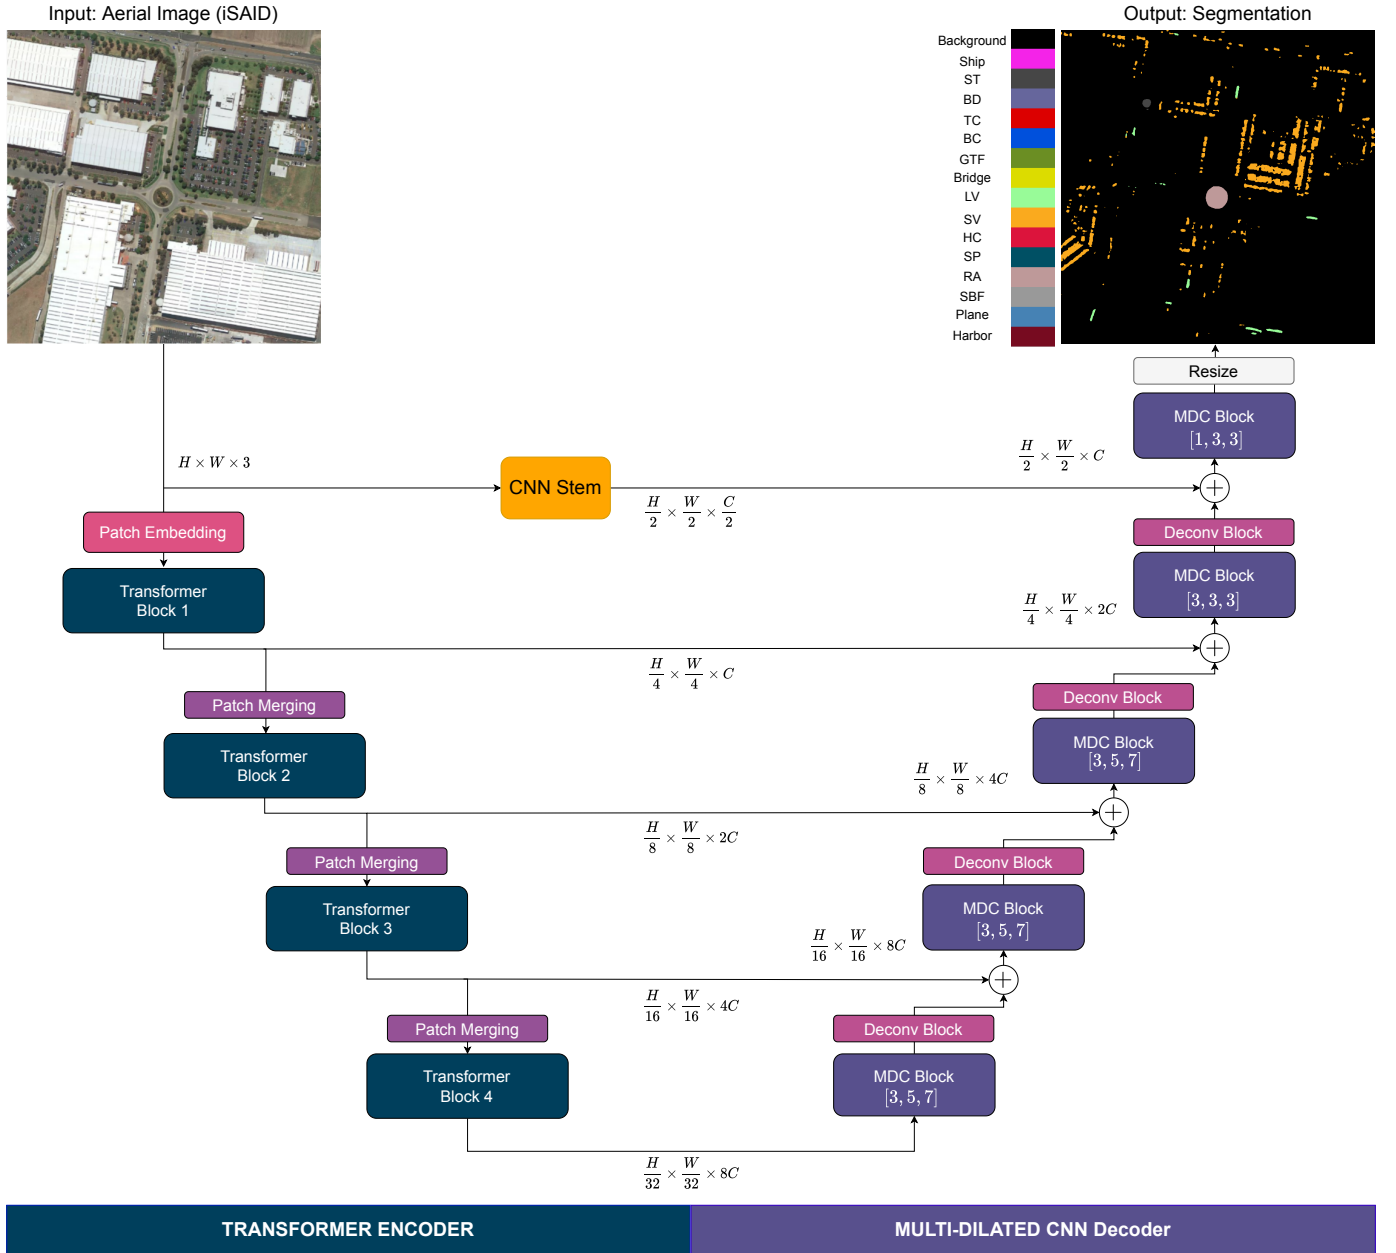 Input: Aerial Image (iSAID)
Output: Segmentation
Background
Ship
ST
BD
TC
BC
GTF
Bridge
LV
SV
HC
SP
RA
SBF
Plane
Harbor
Resize
MDC Block
[1, 3, 3]
H × W × 3
CNN Stem
H/2 × W/2 × C/2
H/2 × W/2 × C
Patch Embedding
Deconv Block
Transformer
Block 1
MDC Block
[3, 3, 3]
H/4 × W/4 × 2C
H/4 × W/4 × C
Patch Merging
Deconv Block
Transformer
Block 2
MDC Block
[3, 5, 7]
H/8 × W/8 × 4C
H/8 × W/8 × 2C
Patch Merging
Deconv Block
Transformer
Block 3
MDC Block
[3, 5, 7]
H/16 × W/16 × 8C
H/16 × W/16 × 4C
Patch Merging
Deconv Block
Transformer
Block 4
MDC Block
[3, 5, 7]
H/32 × W/32 × 8C
TRANSFORMER ENCODER
MULTI-DILATED CNN Decoder